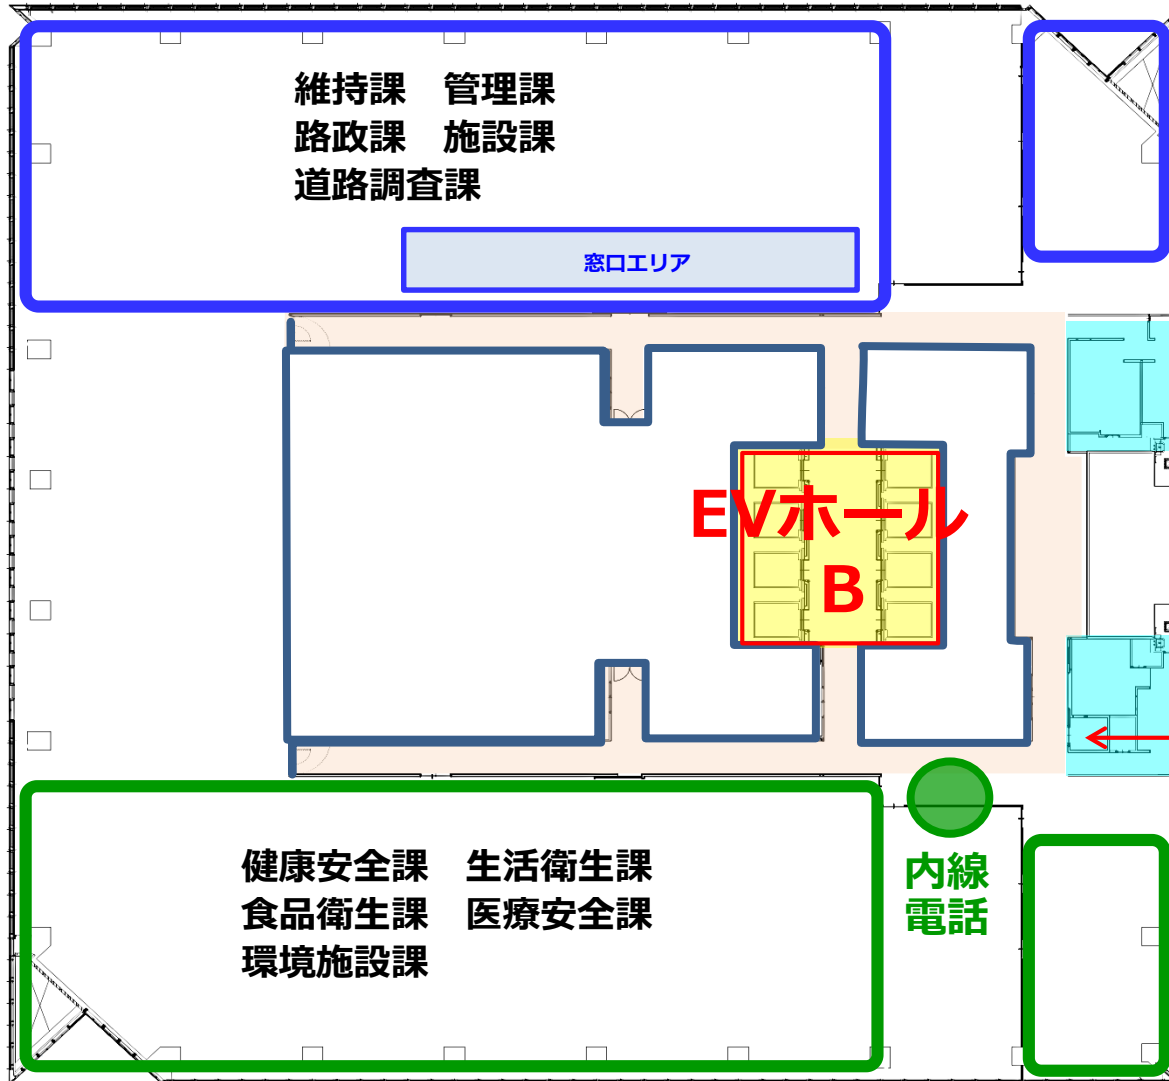 維持課　管理課
路政課　施設課
道路調査課
窓口エリア
EVホール
B
健康安全課　生活衛生課
食品衛生課　医療安全課
環境施設課
内線
電話